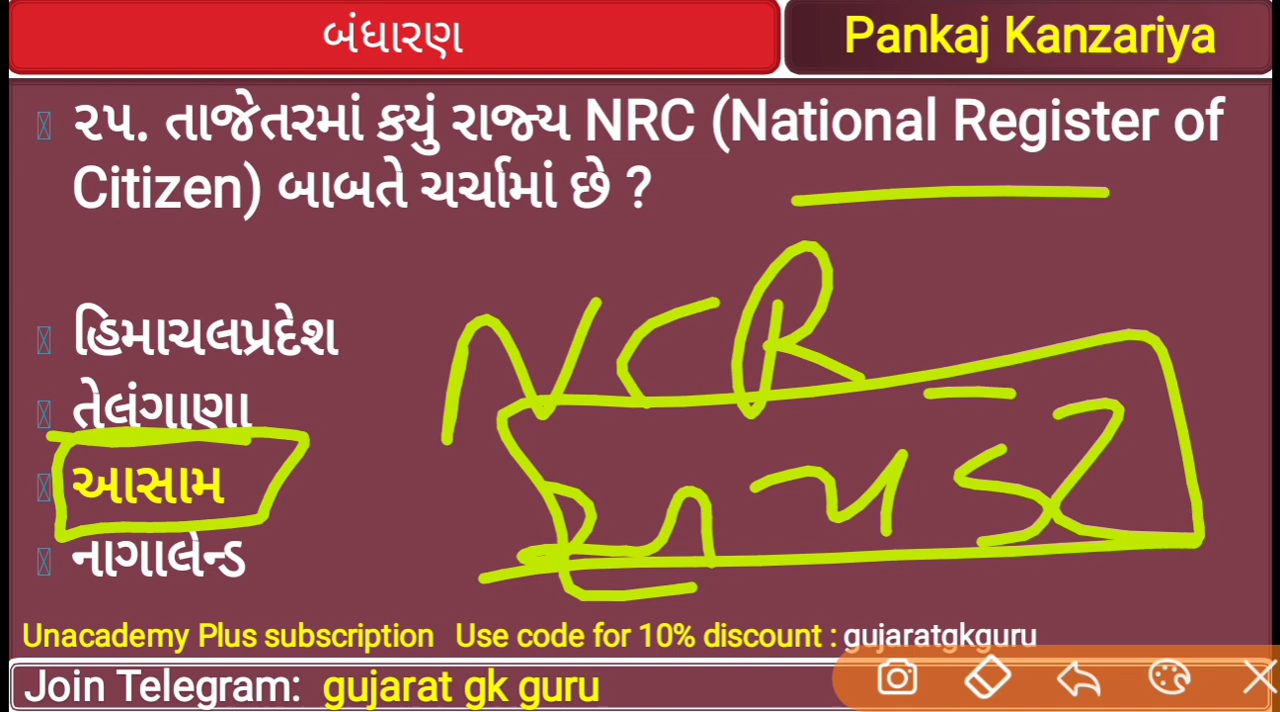 બંધારણ
Pankaj Kanzariya
૨૫. તાજેતરમાં ક્યું રાજ્ય NRC (National Register of
Citizen) બાબતે ચર્ચામાં છે ?
NCR
હિમાચલપ્રદેશ
તેલંગાણા
આસામ
નાગાલેન્ડ
Unacademy Plus subscription Use code for 10% discount : gujaratgkguru
Join Telegram: gujarat gk guru